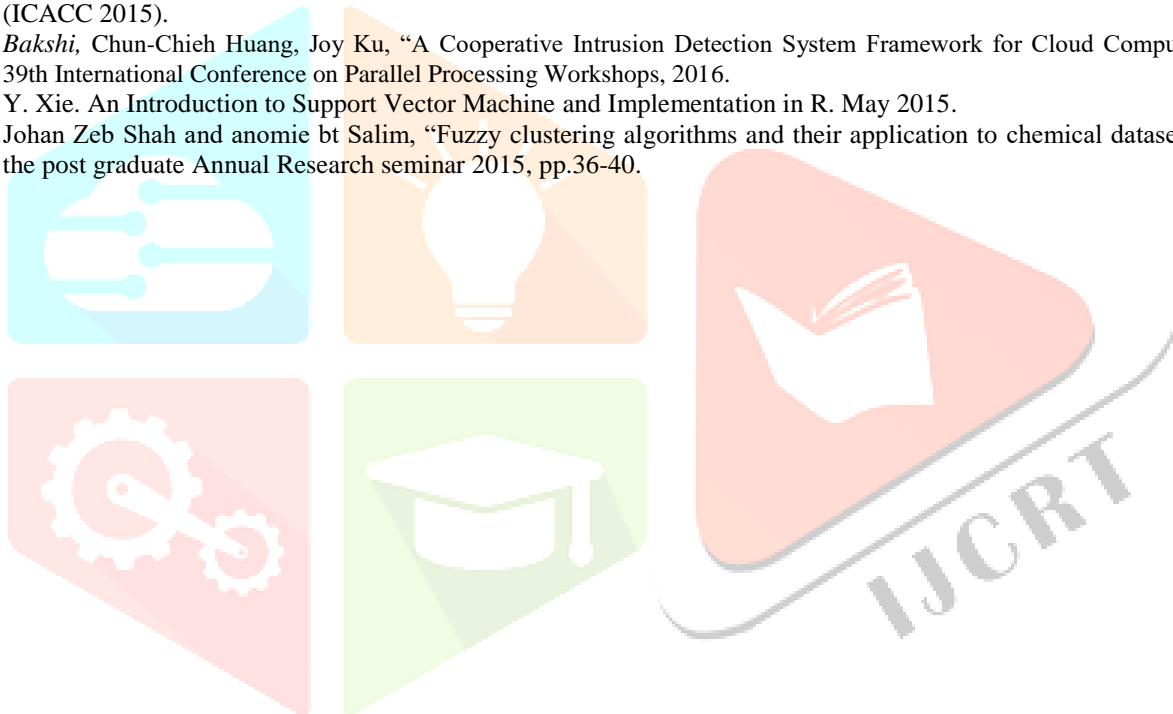 (ICACC 2015).
Bakshi, Chun-Chieh Huang, Joy Ku, “A Cooperative Intrusion Detection System Framework for Cloud Compu
39th International Conference on Parallel Processing Workshops, 2016.
Y. Xie. An Introduction to Support Vector Machine and Implementation in R. May 2015.
Johan Zeb Shah and anomie bt Salim, “Fuzzy clustering algorithms and their application to chemical datase
the post graduate Annual Research seminar 2015, pp.36-40.
IJCRT